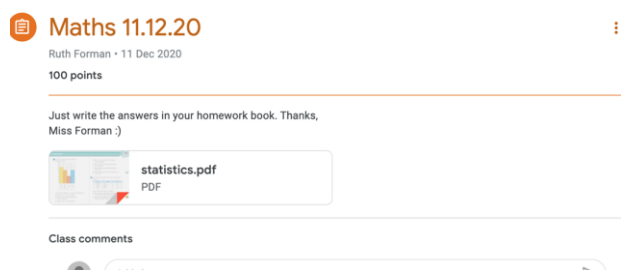 Maths 11.12.20
Ruth Forman • 11 Dec 2020
100 points
Just write the answers in your homework book. Thanks,
Miss Forman :)
statistics.pdf
PDF
Class comments